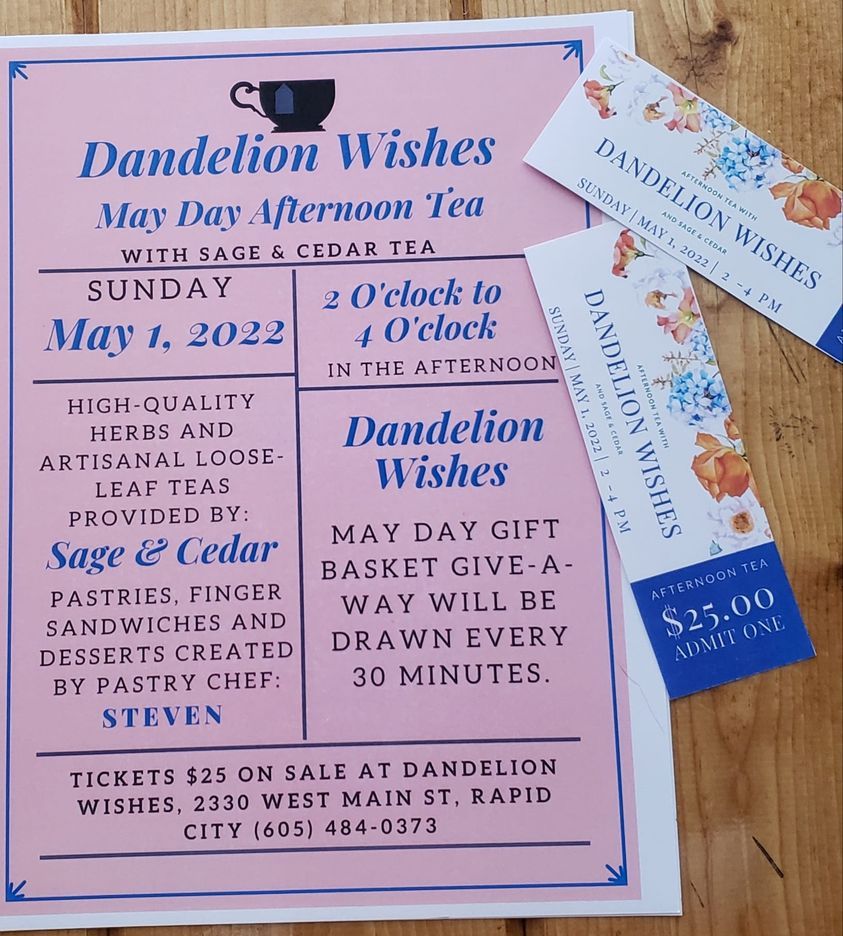 Dandelion Wishes
May Day Afternoon Tea
WITH SAGE & CEDAR TEA
SUNDAY
May 1, 2022
2 O'clock to
4 O'clock
IN THE AFTERNOON
HIGH-QUALITY
HERBS AND
ARTISANAL LOOSE-
LEAF TEAS
PROVIDED BY:
Sage & Cedar
PASTRIES, FINGER
SANDWICHES AND
DESSERTS CREATED
BY PASTRY CHEF:
STEVEN
Dandelion
Wishes
MAY DAY GIFT
BASKET GIVE-A-
WAY WILL BE
DRAWN EVERY
30 MINUTES.
TICKETS $25 ON SALE AT DANDELION
WISHES, 2330 WEST MAIN ST, RAPID
CITY (605) 484-0373
AFTERNOON TEA WITH
DANDELION WISHES
AND SAGE & CEDAR
SUNDAY | MAY 1, 2022 | 2 -4 PM
AFTERNOON TEA WITH
DANDELION WISHES
AND SAGE & CEDAR
SUNDAY | MAY 1, 2022 | 2 -4 PM
AFTERNOON TEA
$25.00
ADMIT ONE